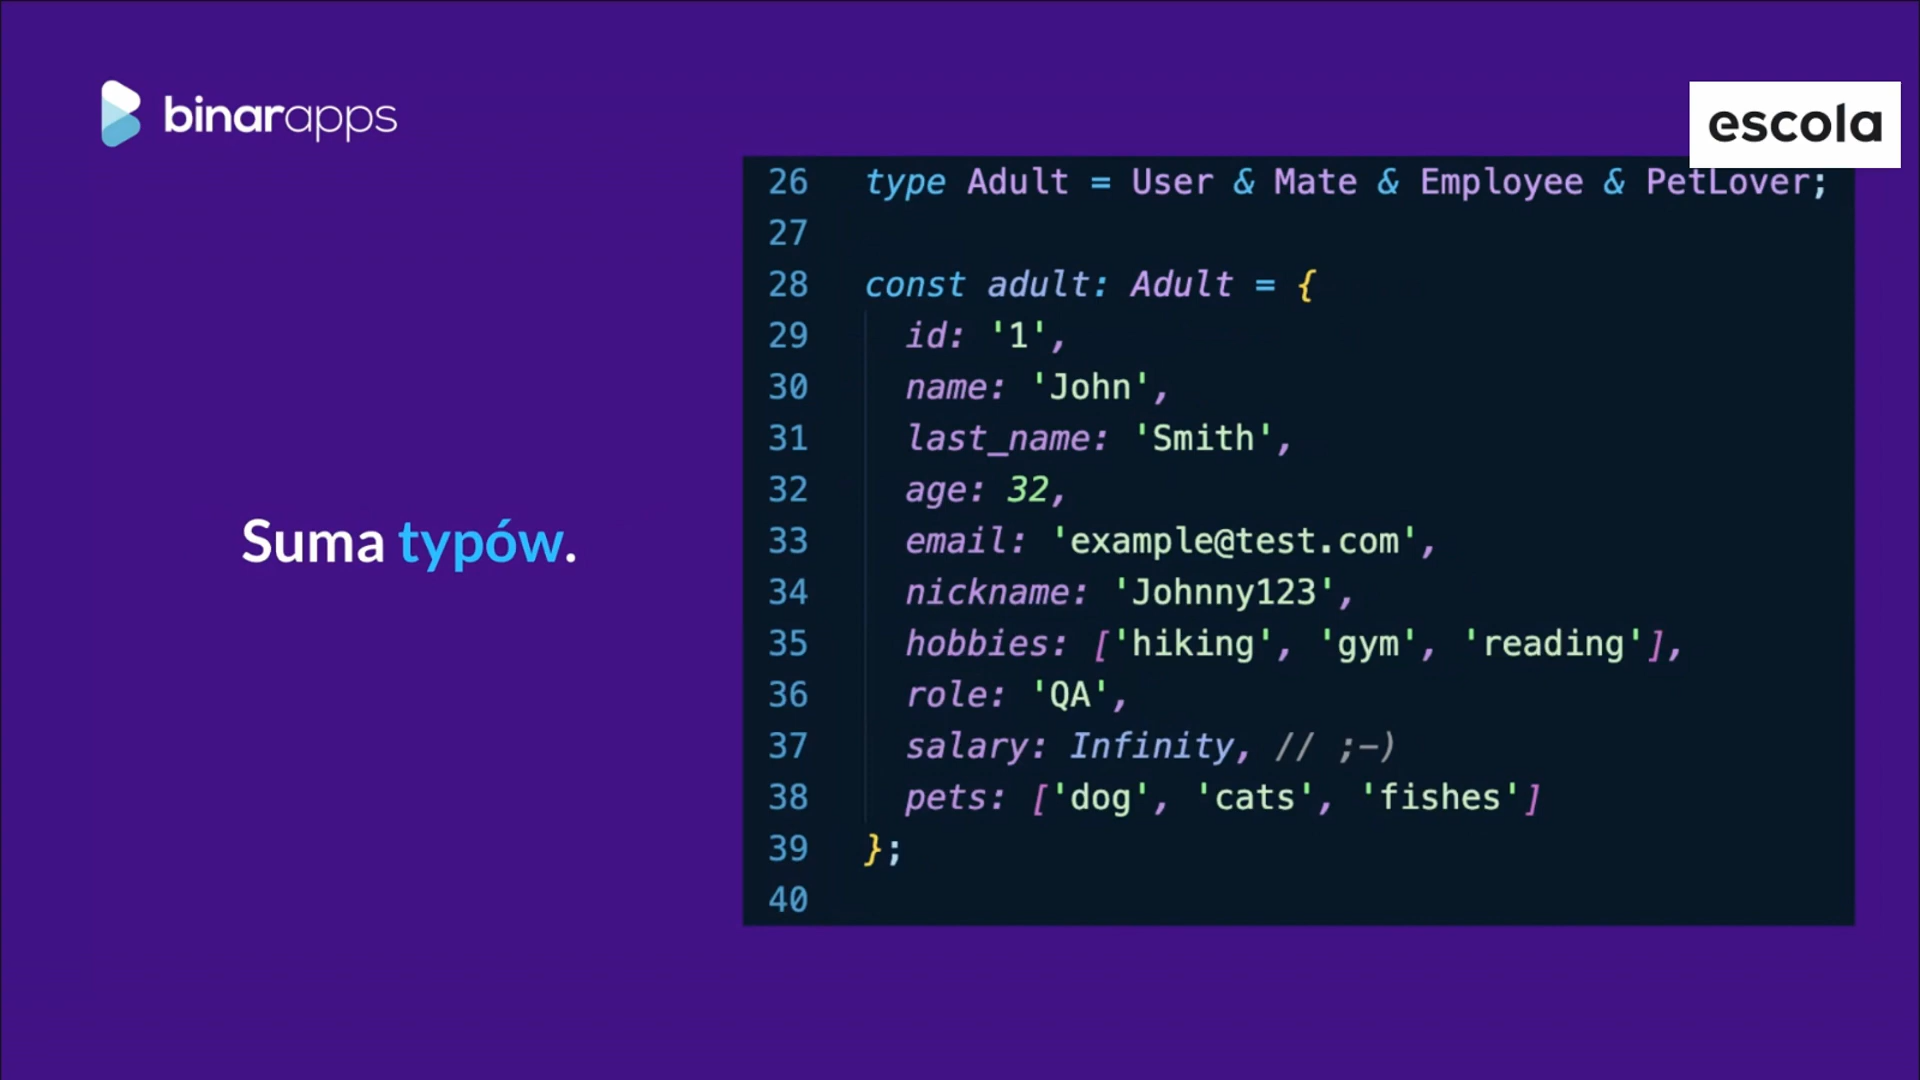 binarapps
escola
Suma typów.
26 type Adult = User & Mate & Employee & PetLover;
27
28 const adult: Adult = {
29 id: '1',
30 name: 'John',
31 last_name: 'Smith',
32 age: 32,
33 email: 'example@test.com',
34 nickname: 'Johnny123',
35 hobbies: ['hiking', 'gym', 'reading'],
36 role: 'QA',
37 salary: Infinity, // ;-)
38 pets: ['dog', 'cats', 'fishes']
39 };
40